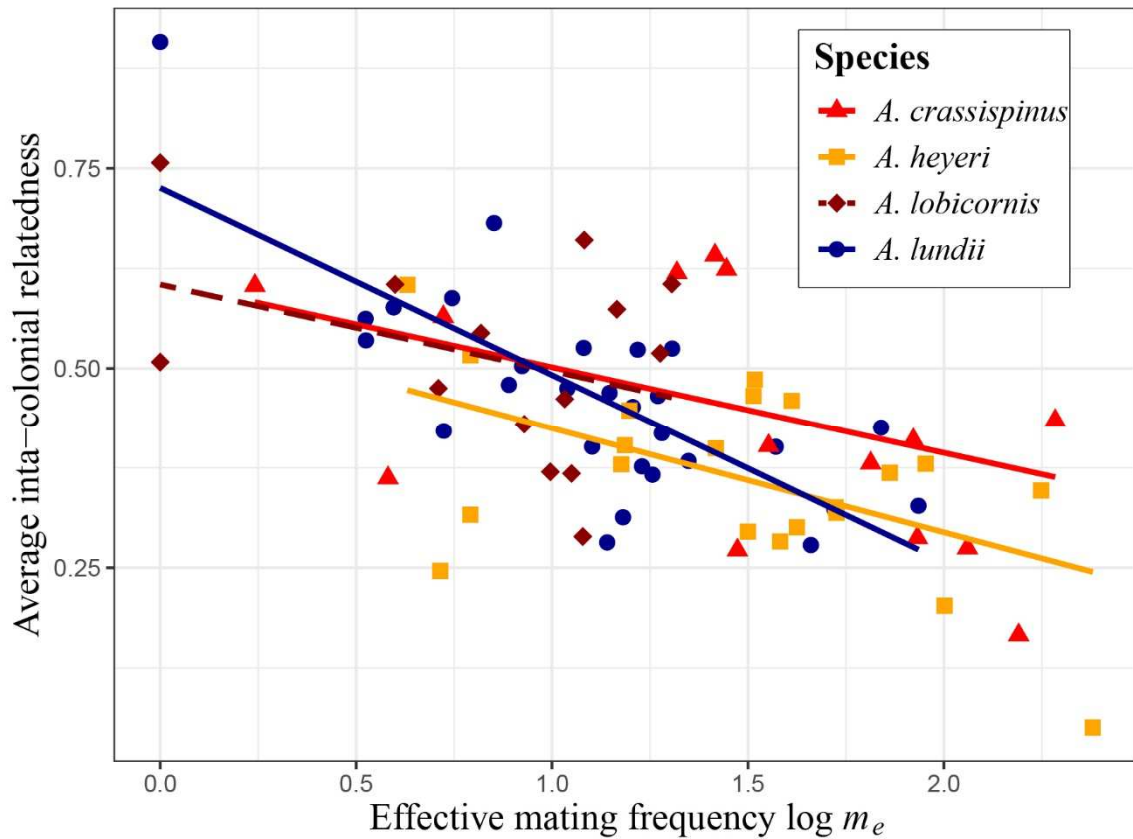 Species
A. crassispinus
A. heyeri
A. lobicornis
A. lundii
Average inta-colonial relatedness
0.75
0.50
0.25
0.0 0.5 1.0 1.5 2.0
Effective mating frequency log me